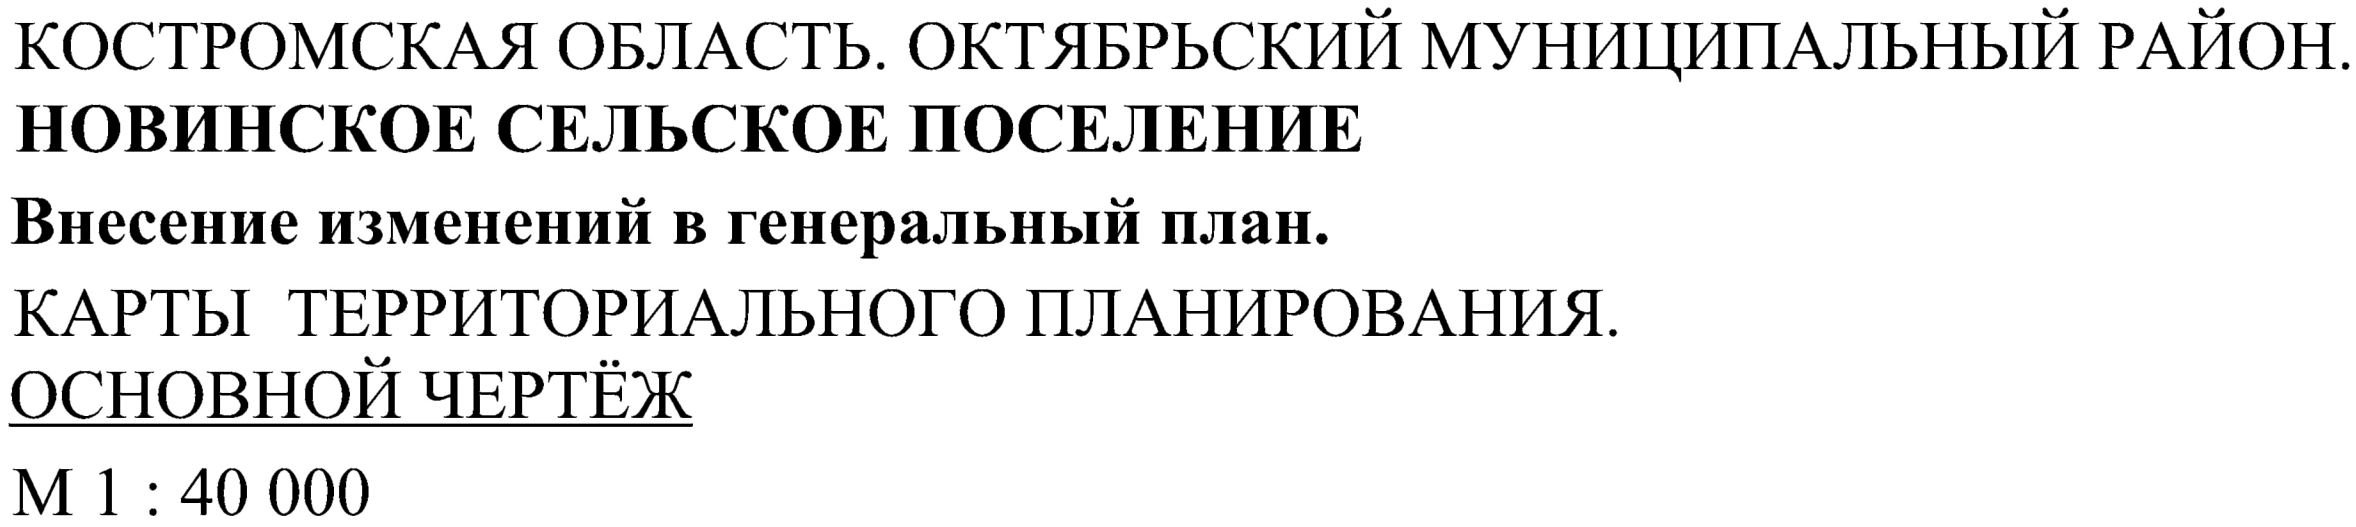 КОСТРОМСКАЯ ОБЛАСТЬ. ОКТЯБРЬСКИЙ МУНИЦИПАЛЬНЫЙ РАЙОН.
НОВИНСКОЕ СЕЛЬСКОЕ ПОСЕЛЕНИЕ
Внесение изменений в генеральный план.
КАРТЫ ТЕРРИТОРИАЛЬНОГО ПЛАНИРОВАНИЯ.
ОСНОВНОЙ ЧЕРТЁЖ
М 1 : 40 000